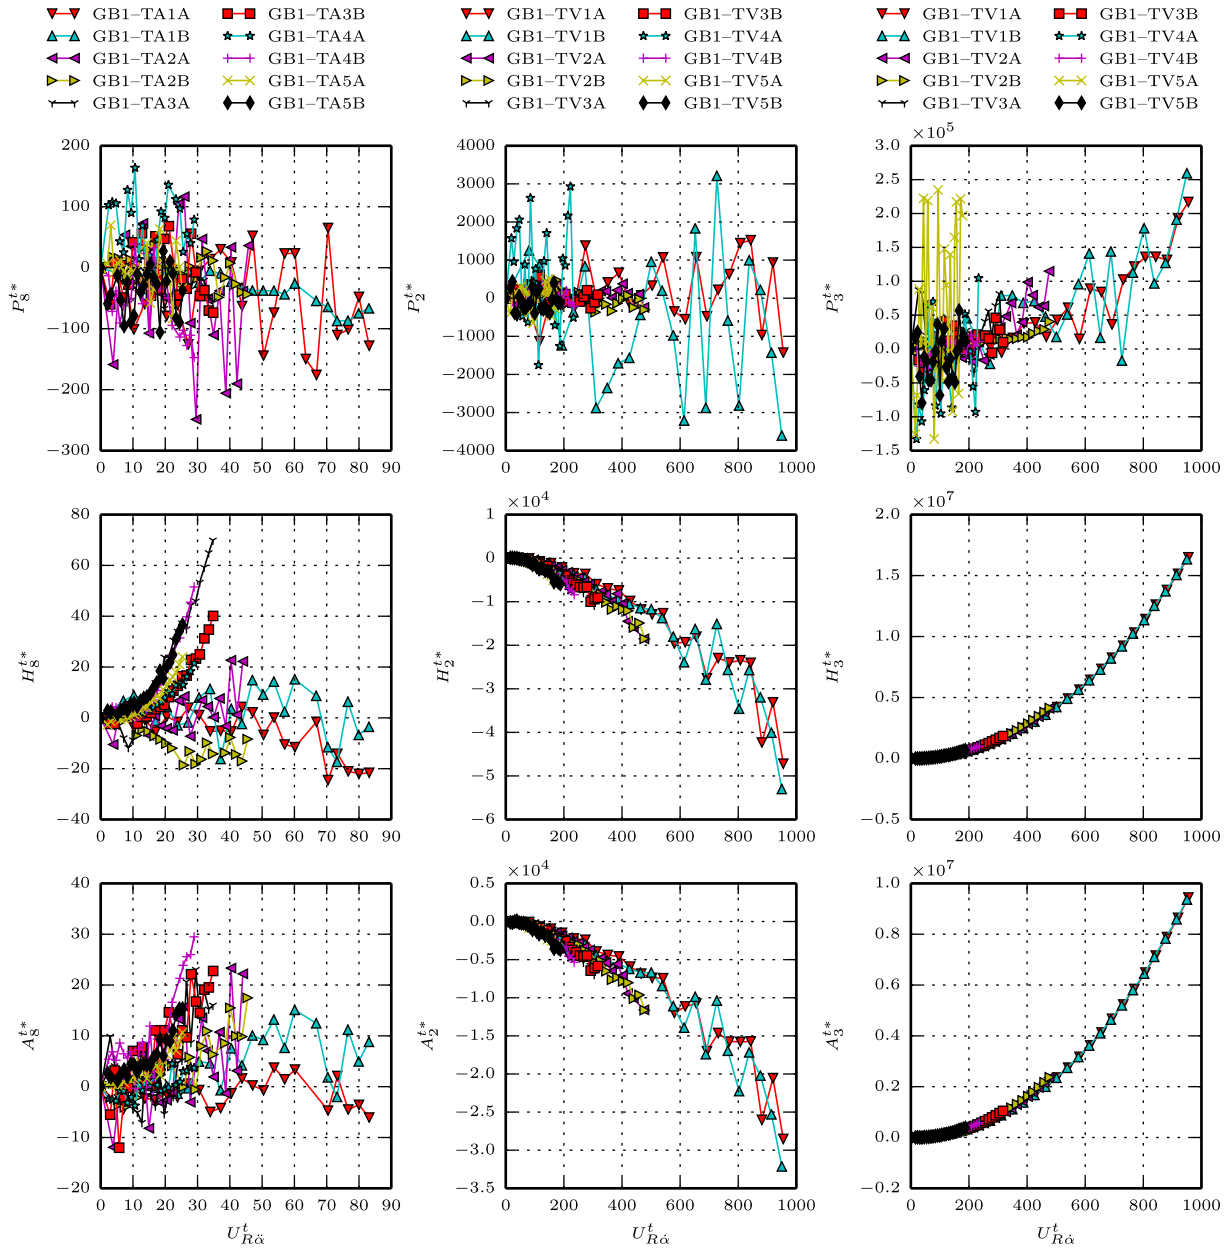 GB1–TA1A
GB1–TA1B
GB1–TA2A
GB1–TA2B
GB1–TA3A
GB1–TA3B
GB1–TA4A
GB1–TA4B
GB1–TA5A
GB1–TA5B
GB1–TV1A
GB1–TV1B
GB1–TV2A
GB1–TV2B
GB1–TV3A
GB1–TV3B
GB1–TV4A
GB1–TV4B
GB1–TV5A
GB1–TV5B
GB1–TV1A
GB1–TV1B
GB1–TV2A
GB1–TV2B
GB1–TV3A
GB1–TV3B
GB1–TV4A
GB1–TV4B
GB1–TV5A
GB1–TV5B
P_8^{t*}
200
100
0
−100
−200
−300
0 10 20 30 40 50 60 70 80 90
P_2^{t*}
4000
3000
2000
1000
0
−1000
−2000
−3000
−4000
0 200 400 600 800 1000
P_3^{t*}
×10^5
3.0
2.5
2.0
1.5
1.0
0.5
0.0
−0.5
−1.0
−1.5
0 200 400 600 800 1000
H_8^{t*}
80
60
40
20
0
−20
−40
0 10 20 30 40 50 60 70 80 90
H_2^{t*}
×10^4
1
0
−1
−2
−3
−4
−5
−6
0 200 400 600 800 1000
H_3^{t*}
×10^7
2.0
1.5
1.0
0.5
0.0
−0.5
0 200 400 600 800 1000
A_8^{t*}
40
30
20
10
0
−10
−20
0 10 20 30 40 50 60 70 80 90
U_{Rα̈}^t
A_2^{t*}
×10^4
0.5
0.0
−0.5
−1.0
−1.5
−2.0
−2.5
−3.0
−3.5
0 200 400 600 800 1000
U_{Rα̈}^t
A_3^{t*}
×10^7
1.0
0.8
0.6
0.4
0.2
0.0
−0.2
0 200 400 600 800 1000
U_{Rα̈}^t